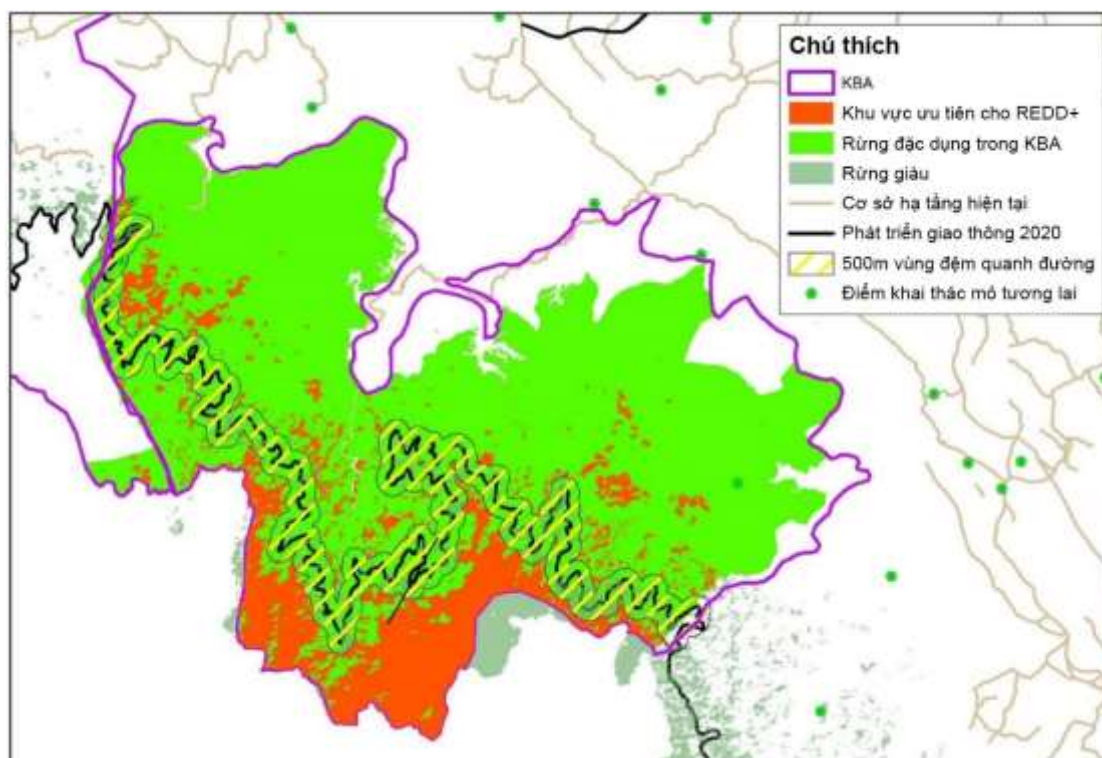 Chú thích
KBA
Khu vực ưu tiên cho REDD+
Rừng đặc dụng trong KBA
Rừng giàu
Cơ sở hạ tầng hiện tại
Phát triển giao thông 2020
500m vùng đệm quanh đường
Điểm khai thác mỏ tương lai